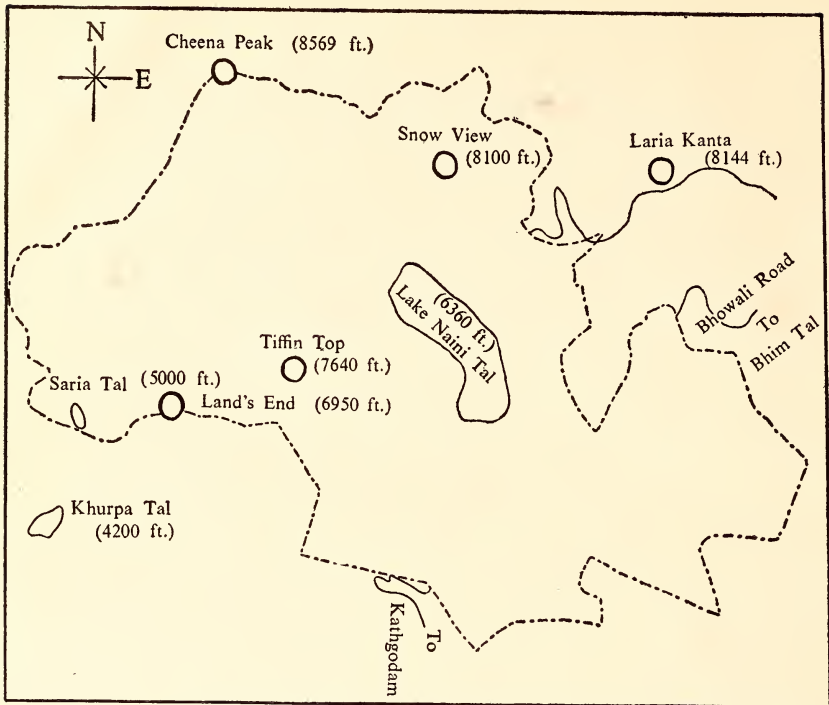 N
E
Cheena Peak (8569 ft.)
Snow View
(8100 ft.)
Laria Kanta
(8144 ft.)
(6360 ft.)
Lake Naini Tal
Bhowali Road
To
Bhim Tal
Tiffin Top
(7640 ft.)
Saria Tal (5000 ft.)
Land's End (6950 ft.)
Khurpa Tal
(4200 ft.)
To
Kathgodam